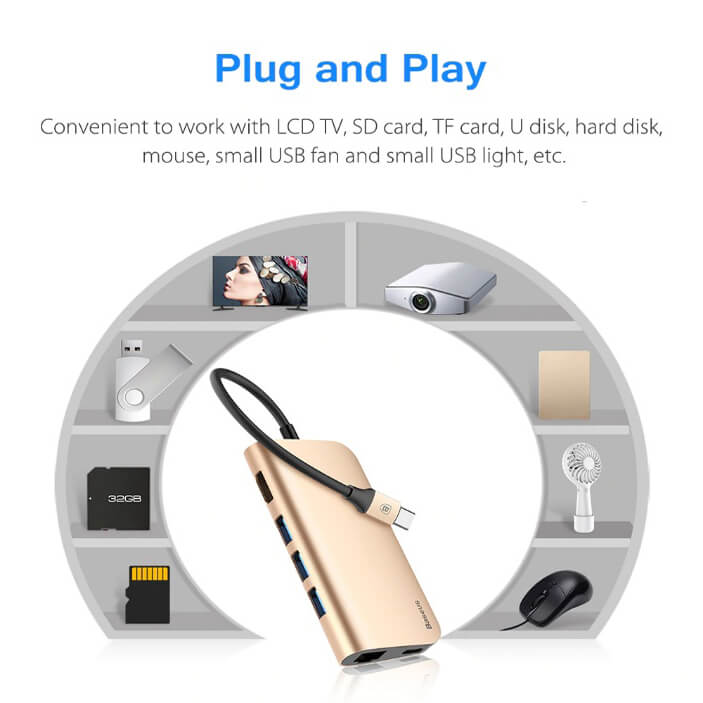 Plug and Play
Convenient to work with LCD TV, SD card, TF card, U disk, hard disk,
mouse, small USB fan and small USB light, etc.
32GB
Baseus